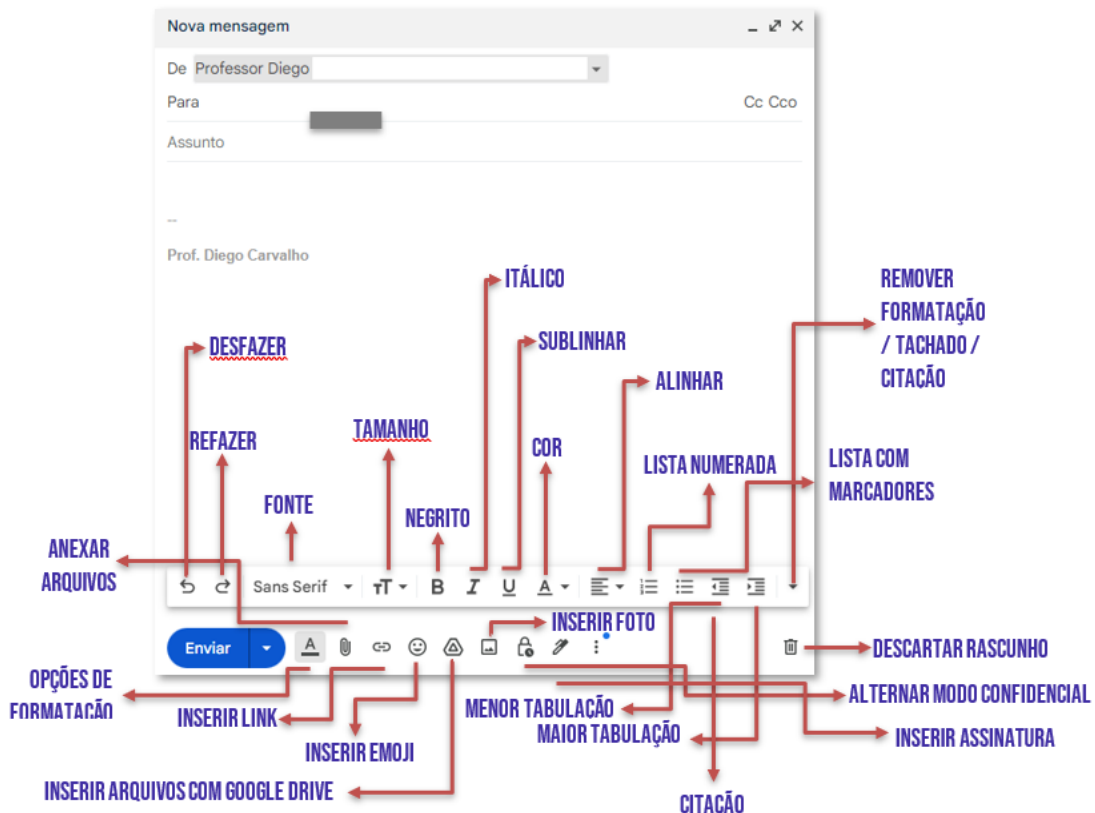 Nova mensagem
De Professor Diego
Para
Cc Cco
Assunto
--
Prof. Diego Carvalho
ITÁLICO
REMOVER
FORMATAÇÃO
/ TACHADO /
CITAÇÃO
DESFAZER
SUBLINHAR
ALINHAR
REFAZER
TAMANHO
COR
LISTA NUMERADA
LISTA COM
MARCADORES
FONTE
NEGRITO
ANEXAR
ARQUIVOS
Sans Serif
TT
B I U A
INSERIR FOTO
Enviar
A
DESCARTAR RASCUNHO
OPÇÕES DE
FORMATAÇÃO
INSERIR LINK
MENOR TABULAÇÃO
ALTERNAR MODO CONFIDENCIAL
MAIOR TABULAÇÃO
INSERIR ASSINATURA
INSERIR EMOJI
INSERIR ARQUIVOS COM GOOGLE DRIVE
CITAÇÃO